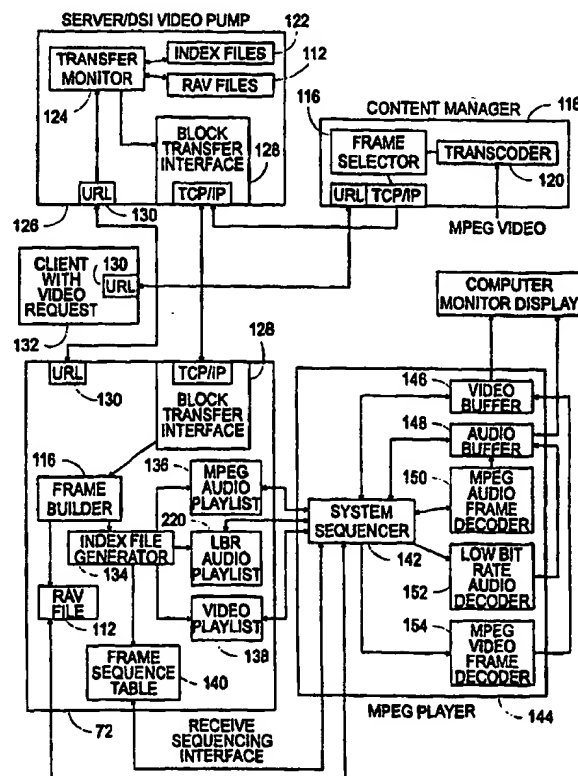 SERVER/DSI VIDEO PUMP
TRANSFER
MONITOR
124
INDEX FILES
122
RAV FILES
112
BLOCK
TRANSFER
INTERFACE
128
TCP/IP
URL
126
130
CONTENT MANAGER
116
116
FRAME
SELECTOR
TRANSCODER
120
URL
TCP/IP
MPEG VIDEO
CLIENT
WITH
VIDEO
REQUEST
130
URL
132
COMPUTER
MONITOR DISPLAY
URL
130
TCP/IP
128
BLOCK
TRANSFER
INTERFACE
116
FRAME
BUILDER
136
MPEG
AUDIO
PLAYLIST
INDEX FILE
GENERATOR
134
220
LBR
AUDIO
PLAYLIST
RAV
FILE
112
VIDEO
PLAYLIST
138
FRAME
SEQUENCE
TABLE
140
72
RECEIVE
SEQUENCING
INTERFACE
SYSTEM
SEQUENCER
142
146
VIDEO
BUFFER
148
AUDIO
BUFFER
150
MPEG
AUDIO
FRAME
DECODER
152
LOW BIT
RATE
AUDIO
DECODER
154
MPEG
VIDEO
FRAME
DECODER
MPEG PLAYER
144